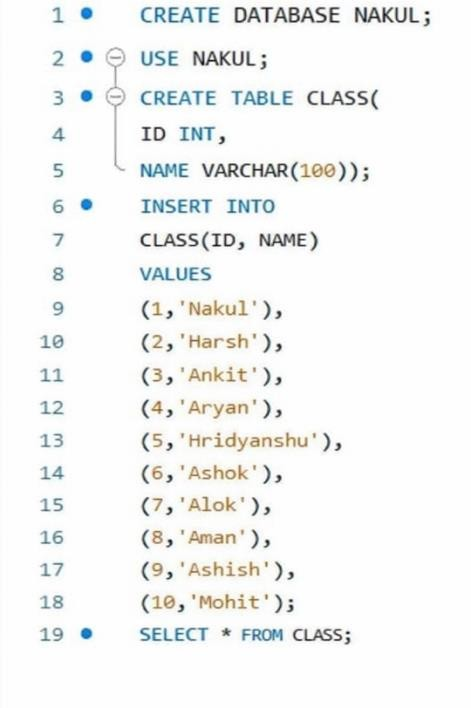 1 CREATE DATABASE NAKUL;
2 USE NAKUL;
3 CREATE TABLE CLASS(
4 ID INT,
5 NAME VARCHAR(100));
6 INSERT INTO
7 CLASS(ID, NAME)
8 VALUES
9 (1,'Nakul'),
10 (2,'Harsh'),
11 (3,'Ankit'),
12 (4,'Aryan'),
13 (5,'Hridyanshu'),
14 (6,'Ashok'),
15 (7,'Alok'),
16 (8,'Aman'),
17 (9,'Ashish'),
18 (10,'Mohit');
19 SELECT * FROM CLASS;